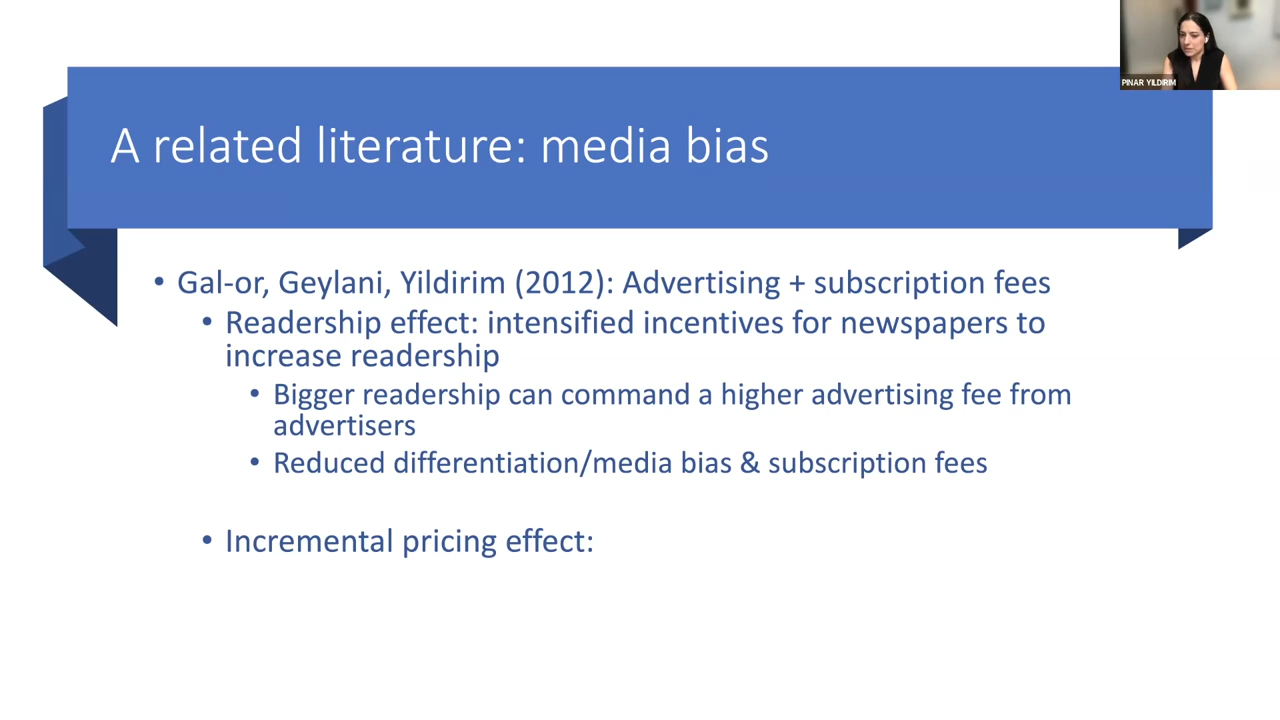 PINAR YILDIRIM
A related literature: media bias
• Gal-or, Geylani, Yildirim (2012): Advertising + subscription fees
• Readership effect: intensified incentives for newspapers to
increase readership
• Bigger readership can command a higher advertising fee from
advertisers
• Reduced differentiation/media bias & subscription fees
• Incremental pricing effect: